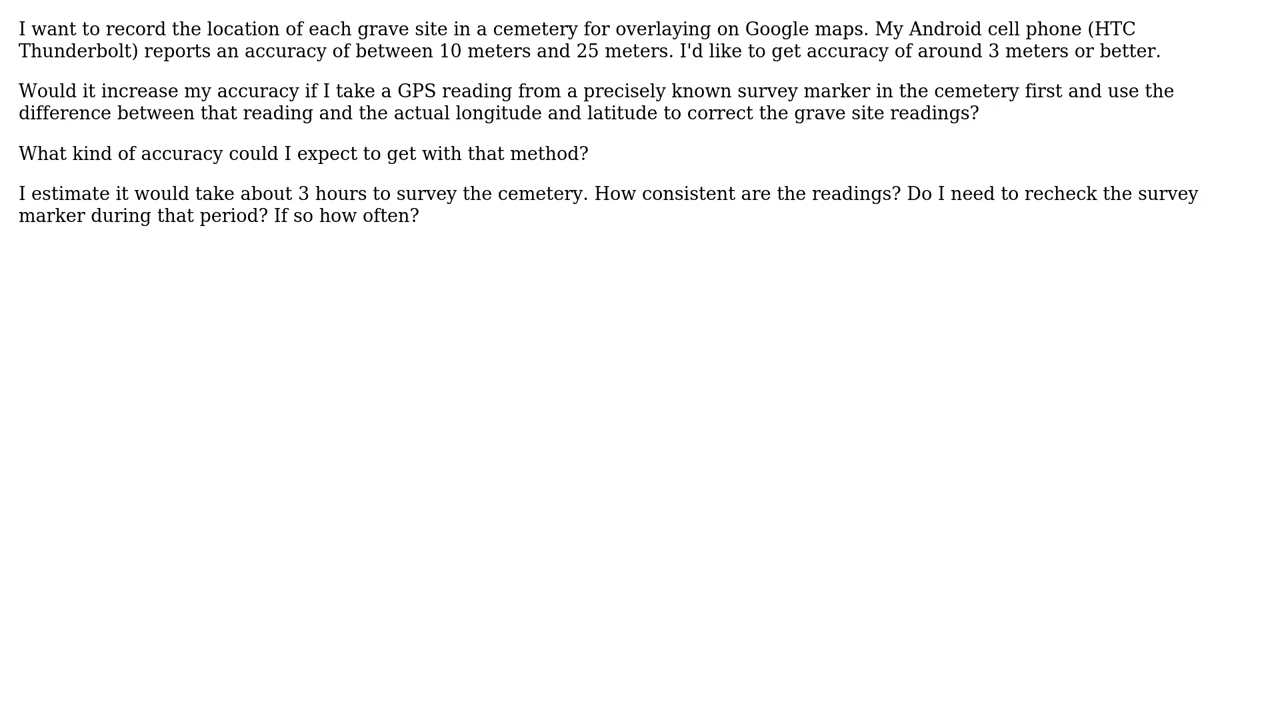 I want to record the location of each grave site in a cemetery for overlaying on Google maps. My Android cell phone (HTC
Thunderbolt) reports an accuracy of between 10 meters and 25 meters. I'd like to get accuracy of around 3 meters or better.
Would it increase my accuracy if I take a GPS reading from a precisely known survey marker in the cemetery first and use the
difference between that reading and the actual longitude and latitude to correct the grave site readings?
What kind of accuracy could I expect to get with that method?
I estimate it would take about 3 hours to survey the cemetery. How consistent are the readings? Do I need to recheck the survey
marker during that period? If so how often?